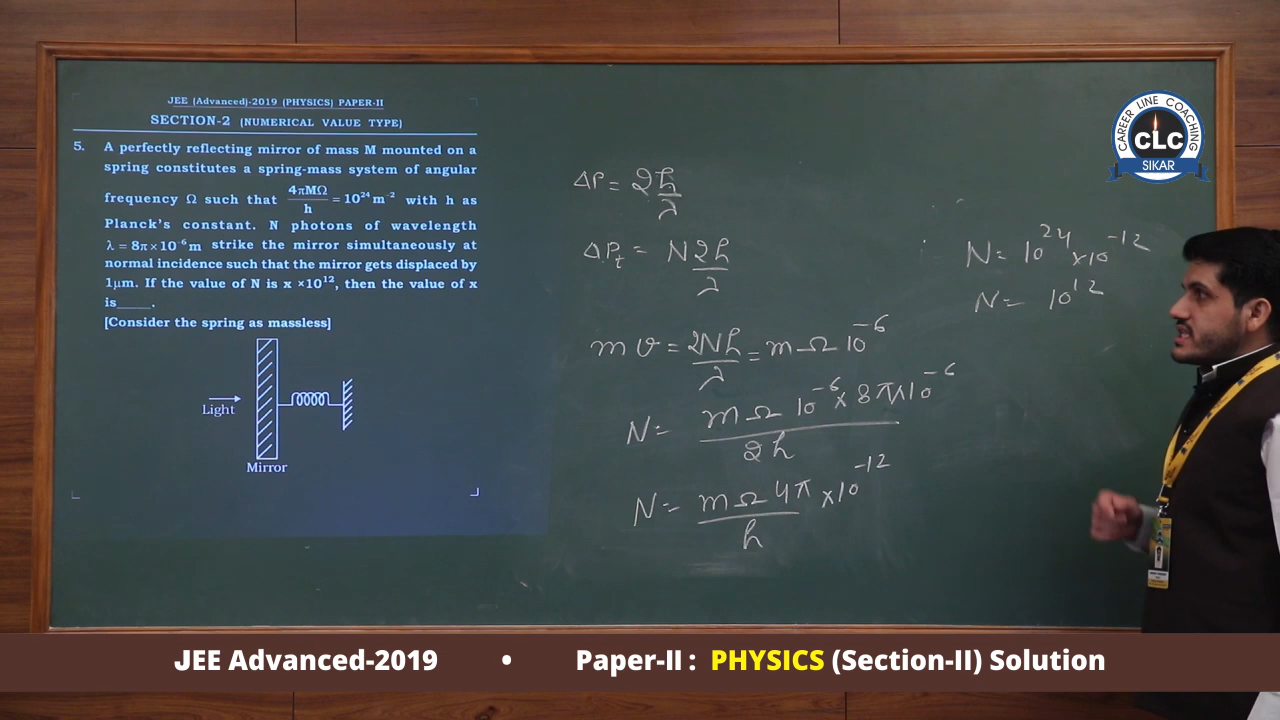 JEE (Advanced)-2019 (PHYSICS) PAPER-II
SECTION-2 (NUMERICAL VALUE TYPE)
5. A perfectly reflecting mirror of mass M mounted on a
spring constitutes a spring-mass system of angular
frequency Ω such that 4πMΩ/h = 10²⁴ m⁻² with h as
Planck's constant. N photons of wavelength
λ = 8π×10⁻⁶ m strike the mirror simultaneously at
normal incidence such that the mirror gets displaced by
1μm. If the value of N is x ×10¹², then the value of x
is____.
[Consider the spring as massless]
Light
Mirror
ΔP = 2h/λ
ΔPₜ = N2h/λ
mv = 2Nh/λ = mΩ 10⁻⁶
N = mΩ 10⁻⁶ × 8π×10⁻⁶ / 2h
N = mΩ4π/h ×10⁻¹²
N = 10²⁴ ×10⁻¹²
N = 10¹²
CAREER LINE COACHING
CLC
SIKAR
JEE Advanced-2019 • Paper-II : PHYSICS (Section-II) Solution